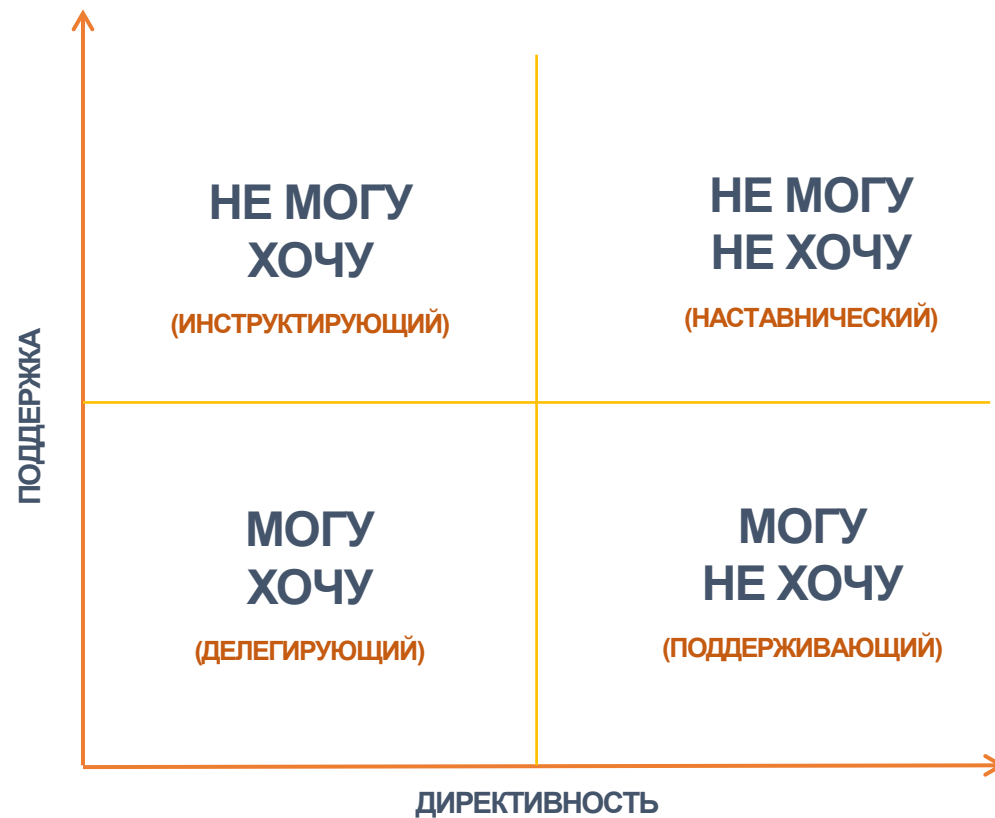 НЕ МОГУ
ХОЧУ
(ИНСТРУКТИРУЮЩИЙ)
НЕ МОГУ
НЕ ХОЧУ
(НАСТАВНИЧЕСКИЙ)
ПОДДЕРЖКА
МОГУ
ХОЧУ
(ДЕЛЕГИРУЮЩИЙ)
МОГУ
НЕ ХОЧУ
(ПОДДЕРЖИВАЮЩИЙ)
ДИРЕКТИВНОСТЬ